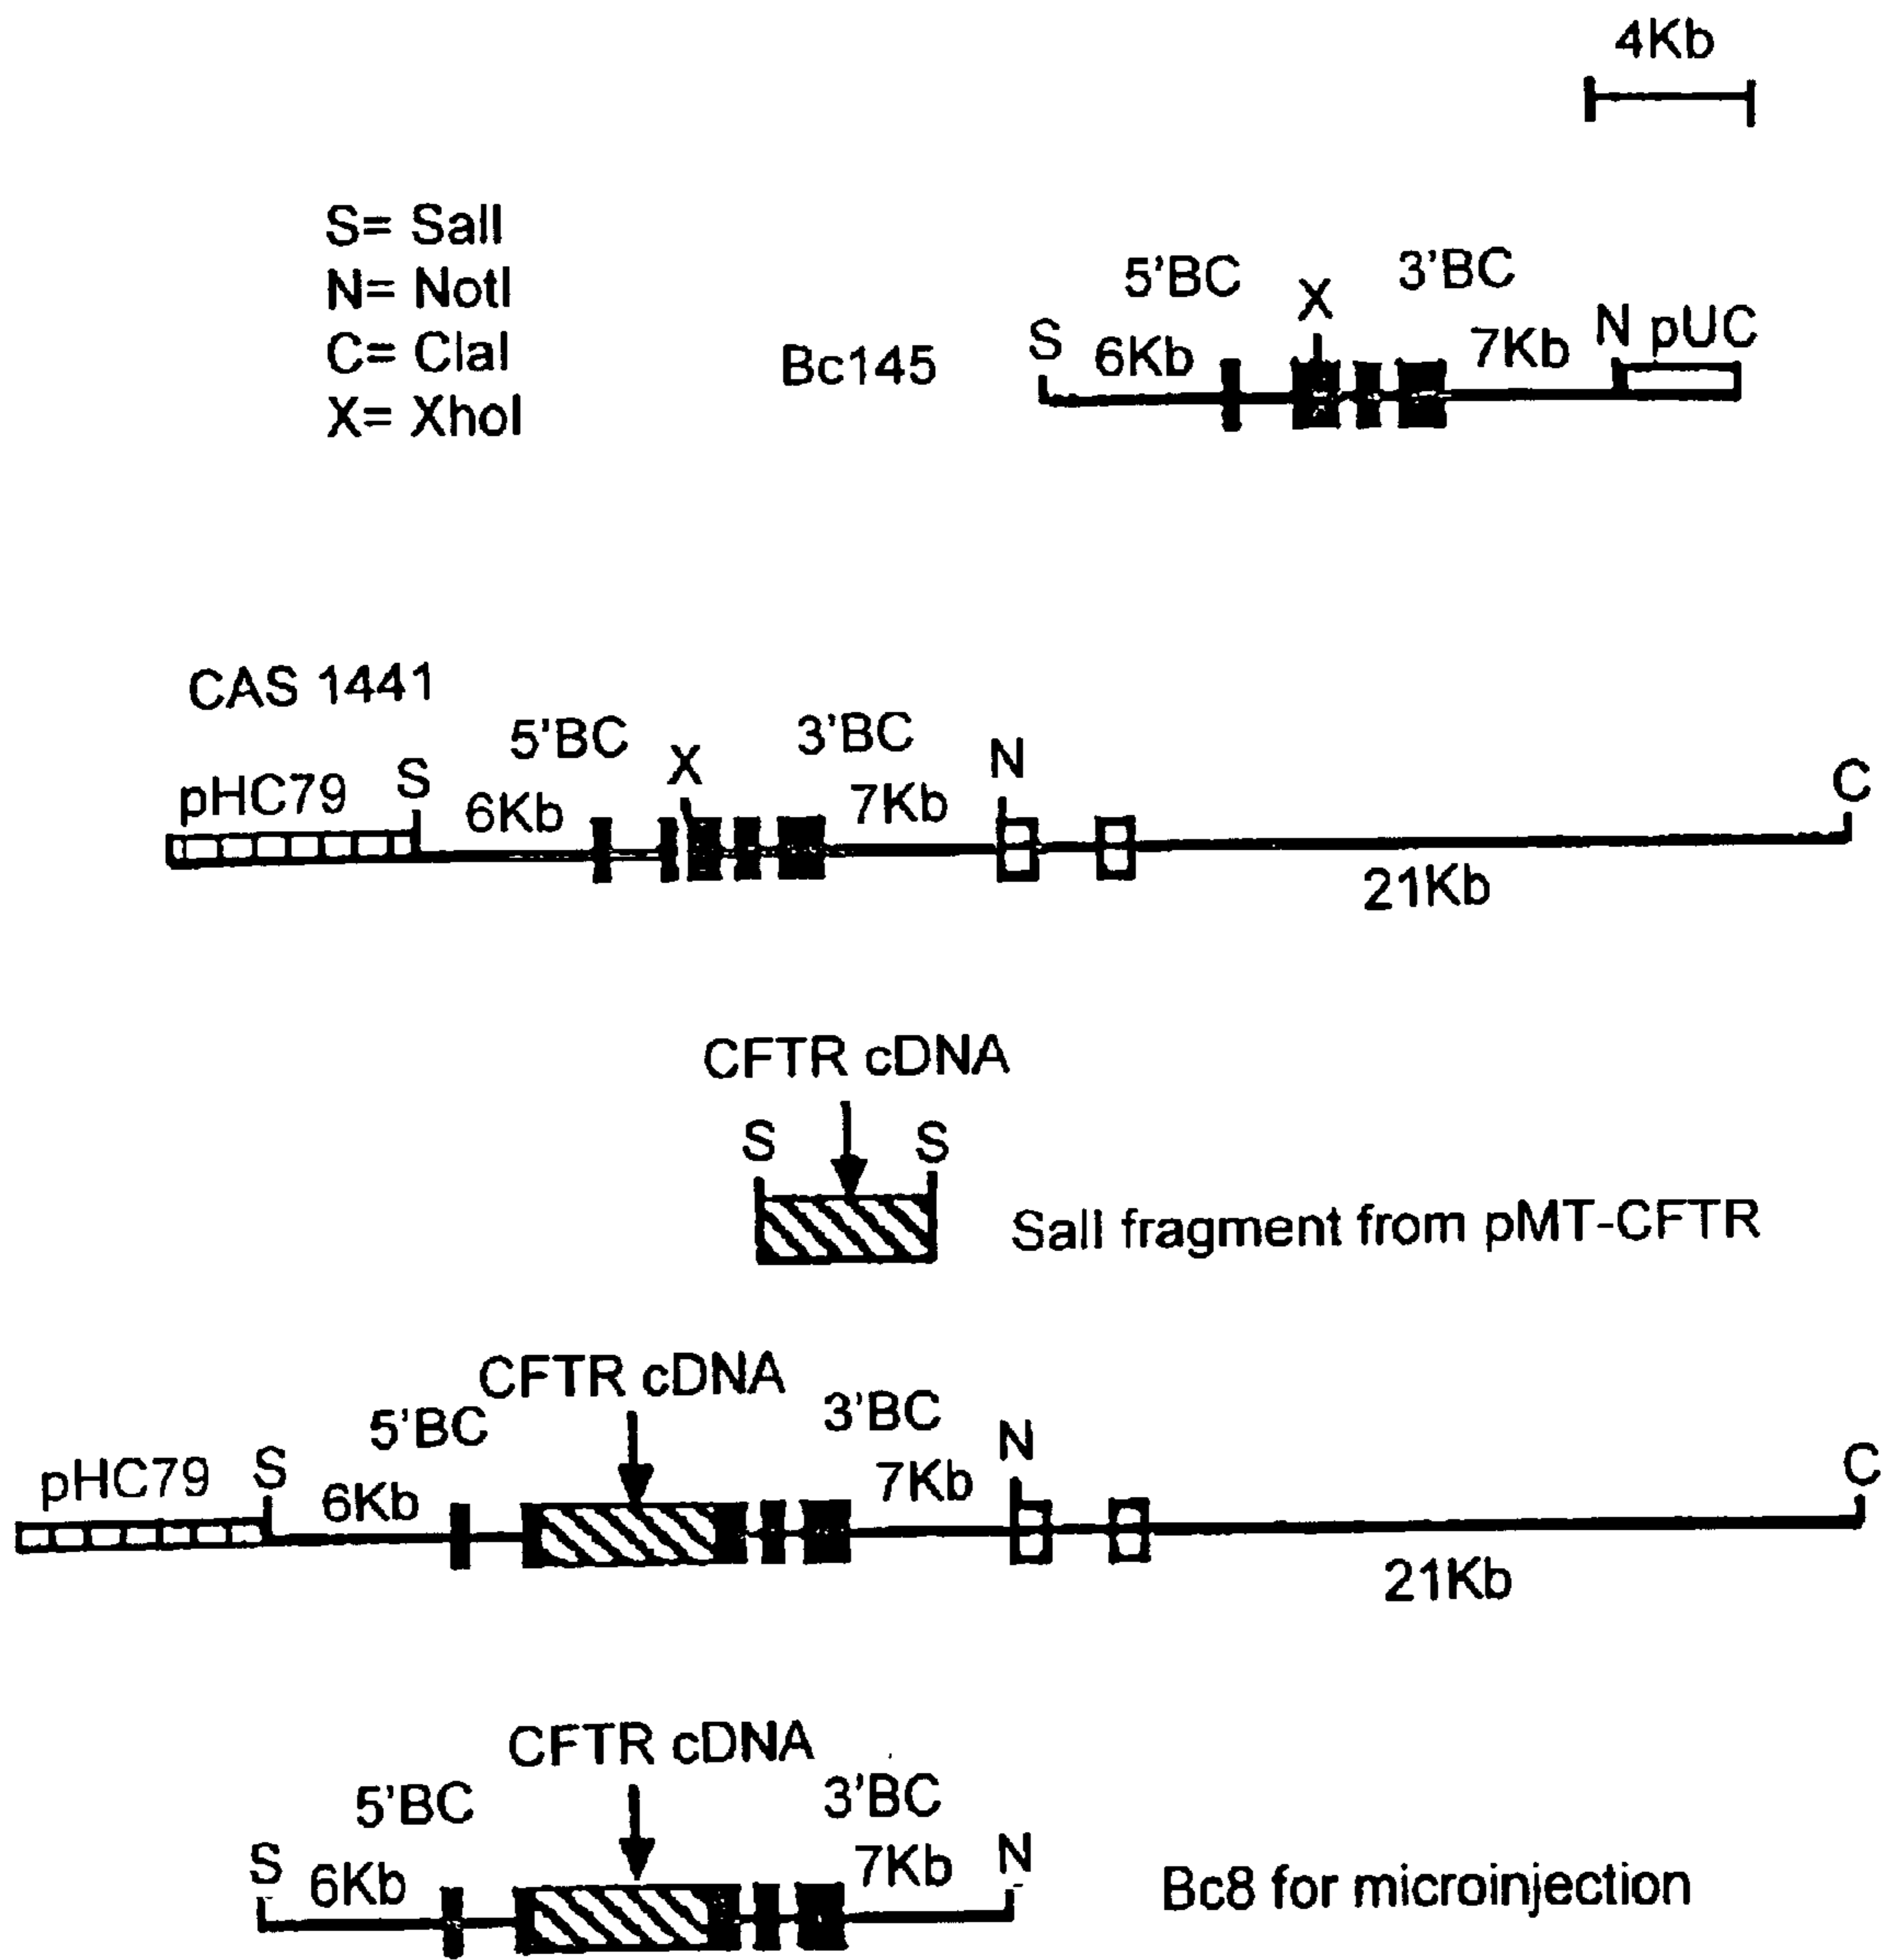 4Kb
S= SalI
N= NotI
C= ClaI
X= XhoI
Bc145
S
6Kb
5'BC
X
3'BC
7Kb
N pUC
CAS 1441
pHC79
S
6Kb
5'BC
X
3'BC
7Kb
N
C
21Kb
CFTR cDNA
S
S
SalI fragment from pMT-CFTR
CFTR cDNA
pHC79
S
5'BC
6Kb
3'BC
7Kb
N
C
21Kb
CFTR cDNA
5'BC
3'BC
S
6Kb
7Kb
N
Bc8 for microinjection